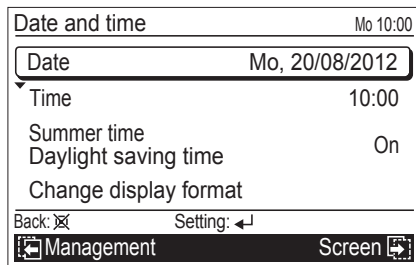 Date and time Mo 10:00
Date Mo, 20/08/2012
Time 10:00
Summer time
Daylight saving time On
Change display format
Back: Setting:
Management Screen